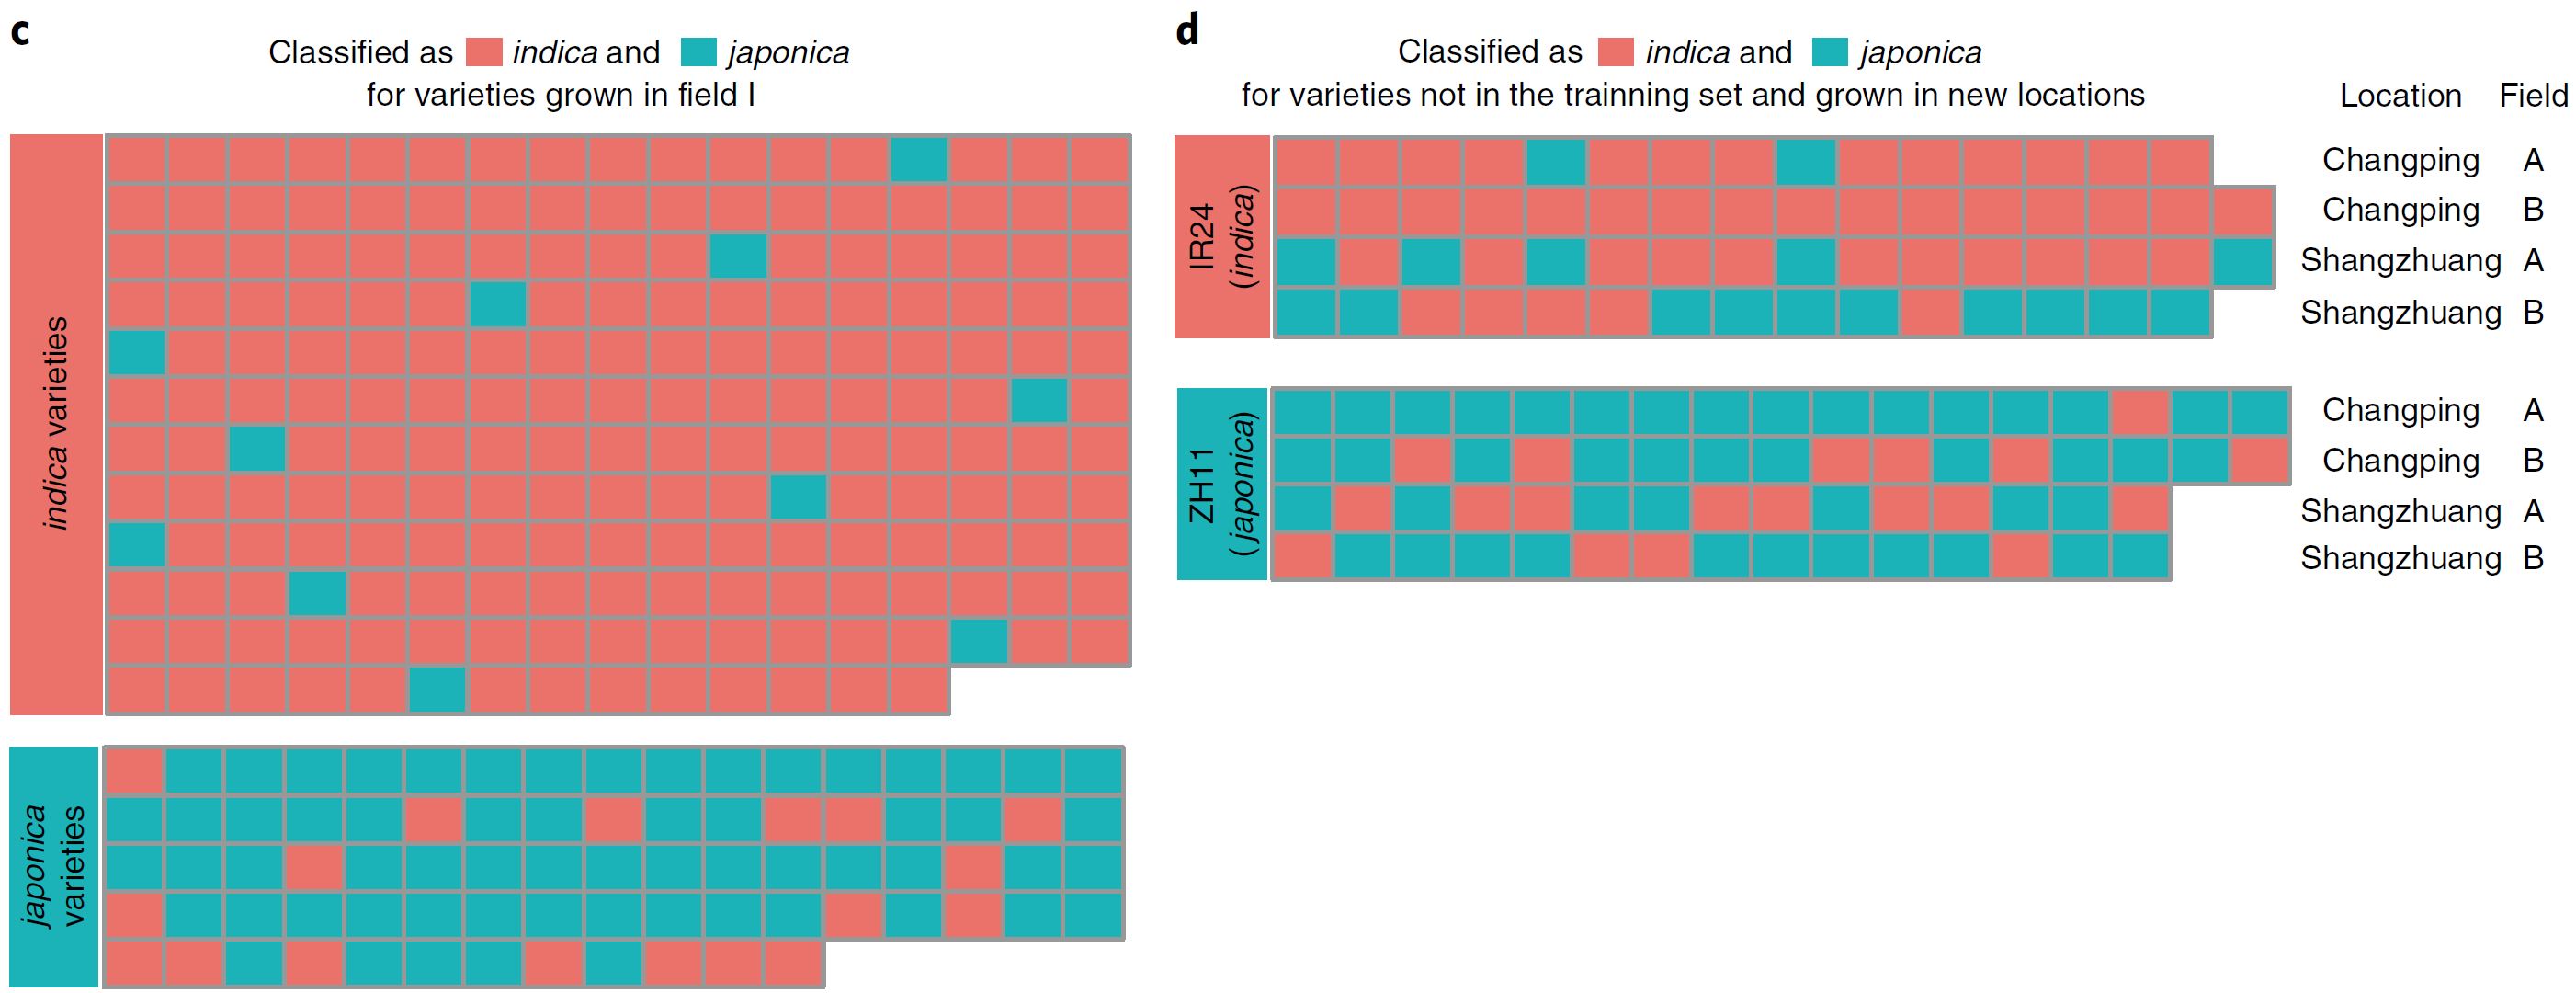 c
Classified as indica and japonica
for varieties grown in field I
indica varieties
japonica
varieties
d
Classified as indica and japonica
for varieties not in the trainning set and grown in new locations
Location Field
IR24
(indica)
Changping A
Changping B
Shangzhuang A
Shangzhuang B
ZH11
(japonica)
Changping A
Changping B
Shangzhuang A
Shangzhuang B